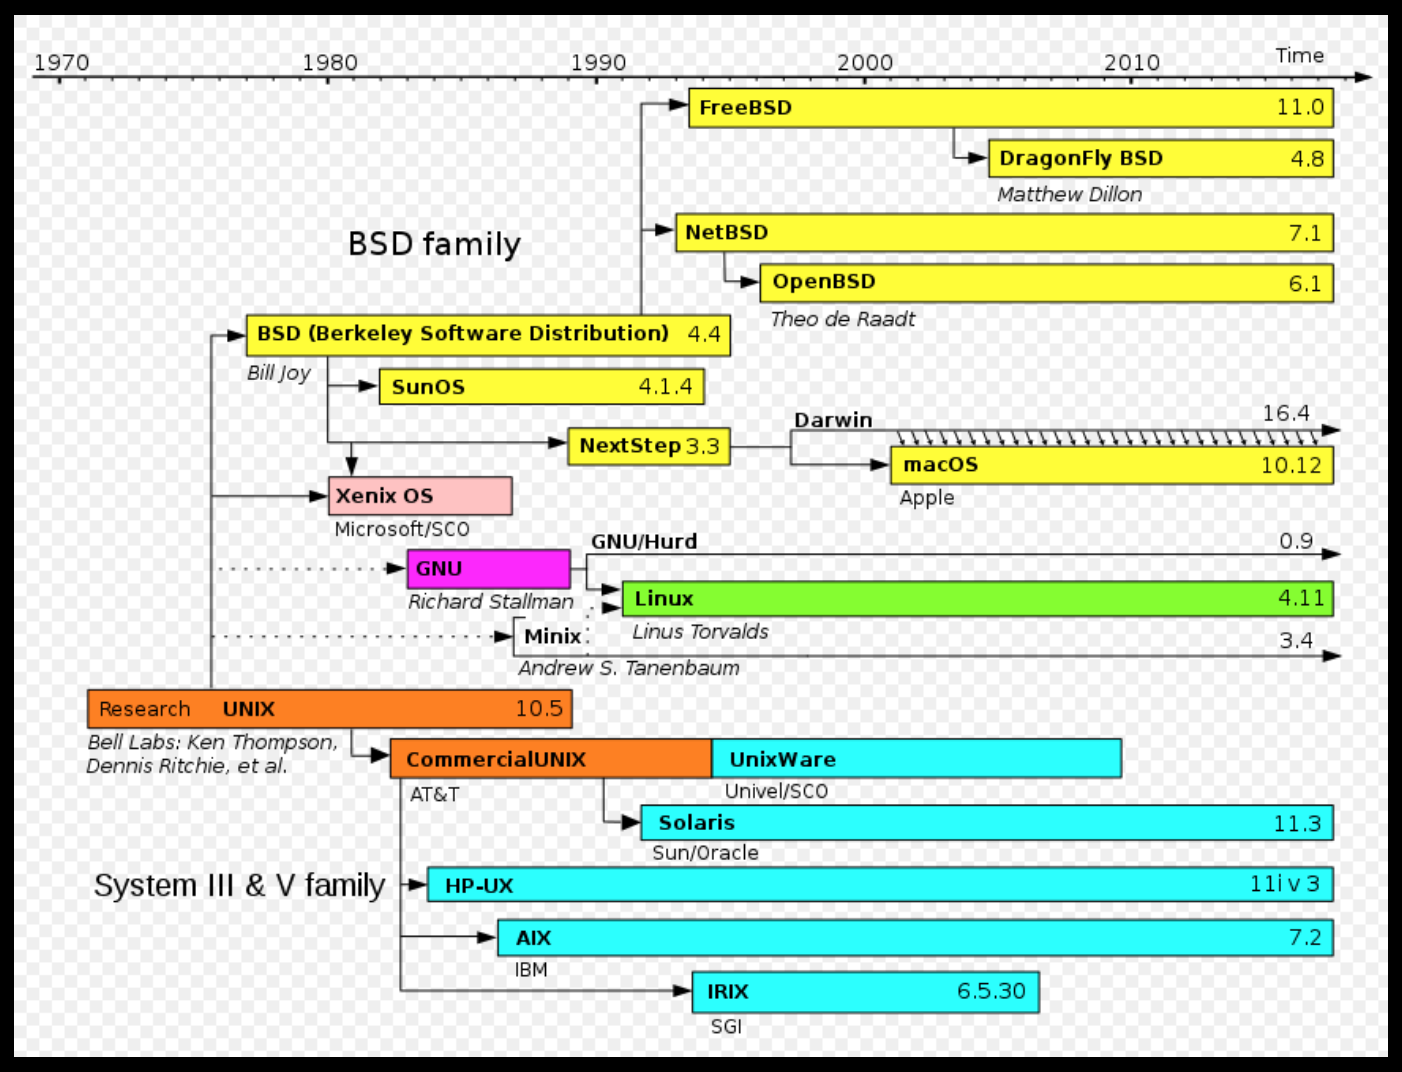 1970 1980 1990 2000 2010 Time
FreeBSD 11.0
DragonFly BSD 4.8
Matthew Dillon
NetBSD 7.1
BSD family
OpenBSD 6.1
Theo de Raadt
BSD (Berkeley Software Distribution) 4.4
Bill Joy
SunOS 4.1.4
Darwin 16.4
NextStep 3.3
macOS 10.12
Apple
Xenix OS
Microsoft/SCO
GNU/Hurd 0.9
GNU
Richard Stallman
Linux 4.11
Linus Torvalds
Minix 3.4
Andrew S. Tanenbaum
Research UNIX 10.5
Bell Labs: Ken Thompson,
Dennis Ritchie, et al.
CommercialUNIX UnixWare
AT&T Univel/SCO
Solaris 11.3
Sun/Oracle
System III & V family
HP-UX 11i v 3
AIX 7.2
IBM
IRIX 6.5.30
SGI